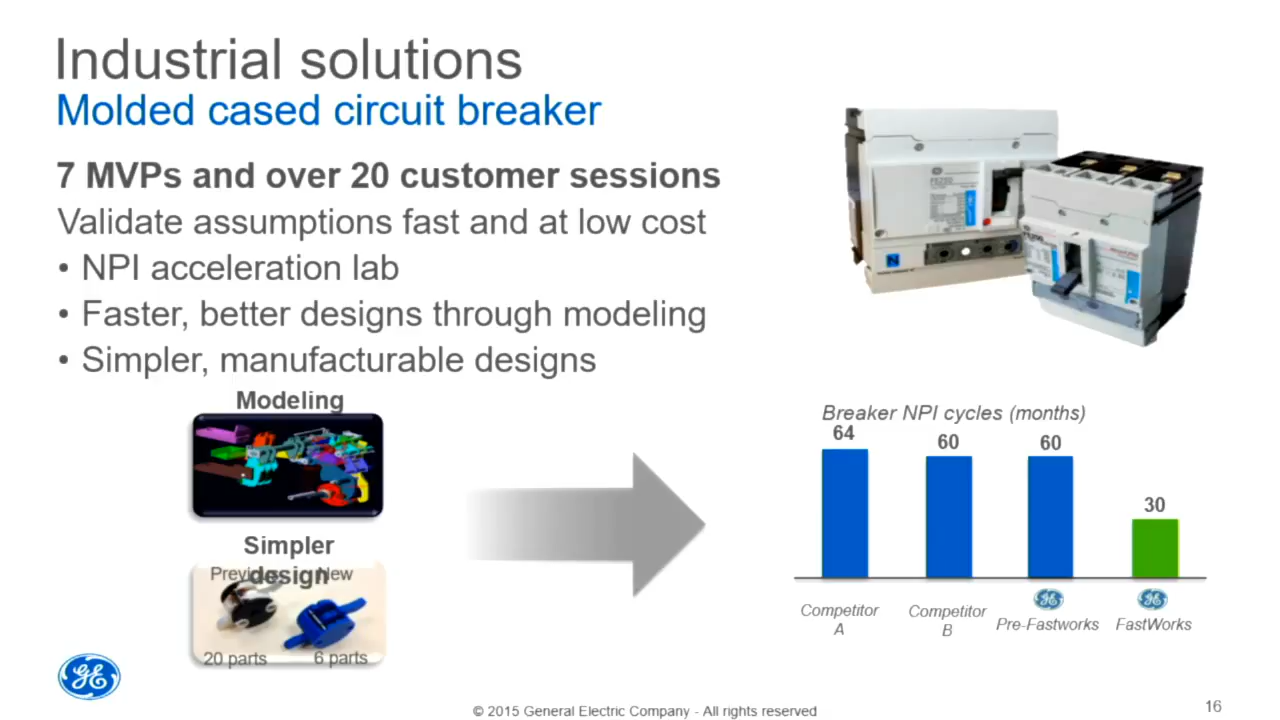 Industrial solutions
Molded cased circuit breaker
7 MVPs and over 20 customer sessions
Validate assumptions fast and at low cost
• NPI acceleration lab
• Faster, better designs through modeling
• Simpler, manufacturable designs
Modeling
Simpler
design
Previous New
20 parts 6 parts
Breaker NPI cycles (months)
64 60 60 30
Competitor
A
Competitor
B
Pre-Fastworks
FastWorks
© 2015 General Electric Company - All rights reserved
16